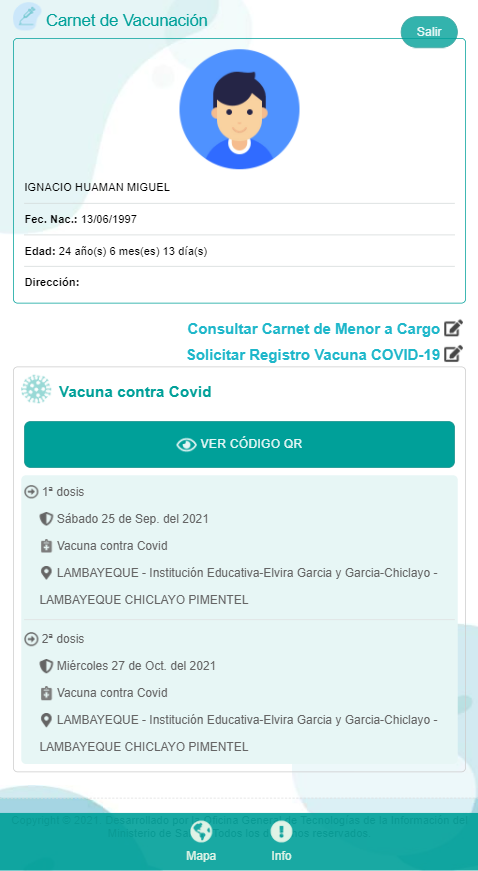 Carnet de Vacunación
Salir
IGNACIO HUAMAN MIGUEL
Fec. Nac.: 13/06/1997
Edad: 24 año(s) 6 mes(es) 13 día(s)
Dirección:
Consultar Carnet de Menor a Cargo
Solicitar Registro Vacuna COVID-19
Vacuna contra Covid
VER CÓDIGO QR
1ª dosis
Sábado 25 de Sep. del 2021
Vacuna contra Covid
LAMBAYEQUE - Institución Educativa-Elvira Garcia y Garcia-Chiclayo -
LAMBAYEQUE CHICLAYO PIMENTEL
2ª dosis
Miércoles 27 de Oct. del 2021
Vacuna contra Covid
LAMBAYEQUE - Institución Educativa-Elvira Garcia y Garcia-Chiclayo -
LAMBAYEQUE CHICLAYO PIMENTEL
Copyright © 2021. Desarrollado por Oficina General de Tecnologías de la Información del
Ministerio de Todos los reservados
Mapa
Info